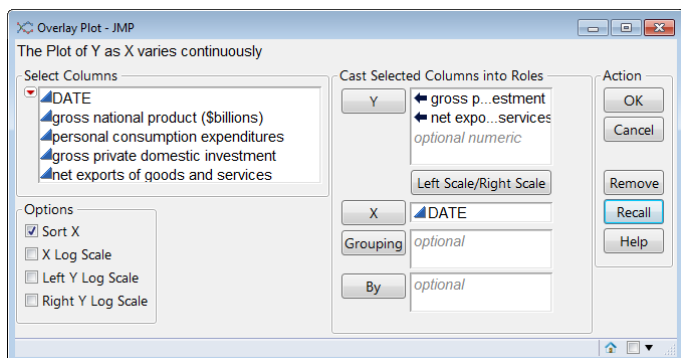 Overlay Plot - JMP
The Plot of Y as X varies continuously
Select Columns
DATE
gross national product ($billions)
personal consumption expenditures
gross private domestic investment
net exports of goods and services
Options
Sort X
X Log Scale
Left Y Log Scale
Right Y Log Scale
Cast Selected Columns into Roles
Y
gross p...estment
net expo...services
optional numeric
Left Scale/Right Scale
X
DATE
Grouping
optional
By
optional
Action
OK
Cancel
Remove
Recall
Help